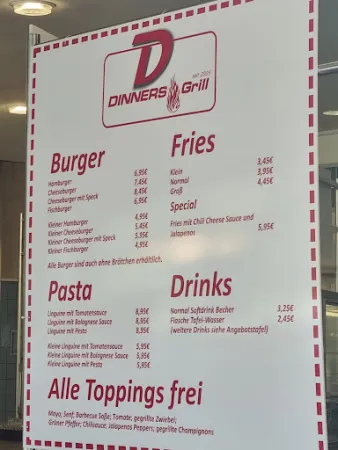 D
seit 2005
DINNERS Grill
Burger
Hamburger 6,95€
Cheeseburger 7,45€
Cheeseburger mit Speck 8,45€
Fischburger 6,95€
Kleiner Hamburger 4,95€
Kleiner Cheeseburger 5,45€
Kleiner Cheeseburger mit Speck 5,95€
Kleiner Fischburger 4,95€
Alle Burger sind auch ohne Brötchen erhältlich.
Fries
Klein 3,45€
Normal 3,95€
Groß 4,45€
Special
Fries mit Chili Cheese Sauce und
Jalapenos 5,95€
Pasta
Linguine mit Tomatensauce 8,95€
Linguine mit Bolognese Sauce 9,95€
Linguine mit Pesto 8,95€
Kleine Linguine mit Tomatensauce 5,95€
Kleine Linguine mit Bolognese Sauce 5,95€
Kleine Linguine mit Pesto 5,95€
Drinks
Normal Softdrink Becher 3,25€
Flasche Tafel-Wasser 2,45€
(weitere Drinks siehe Angebotstafel)
Alle Toppings frei
Mayo; Senf; Barbecue Soße; Tomate; gegrillte Zwiebel;
Grüner Pfeffer; Chilisauce; Jalapenos Peppers; gegrillte Champignons